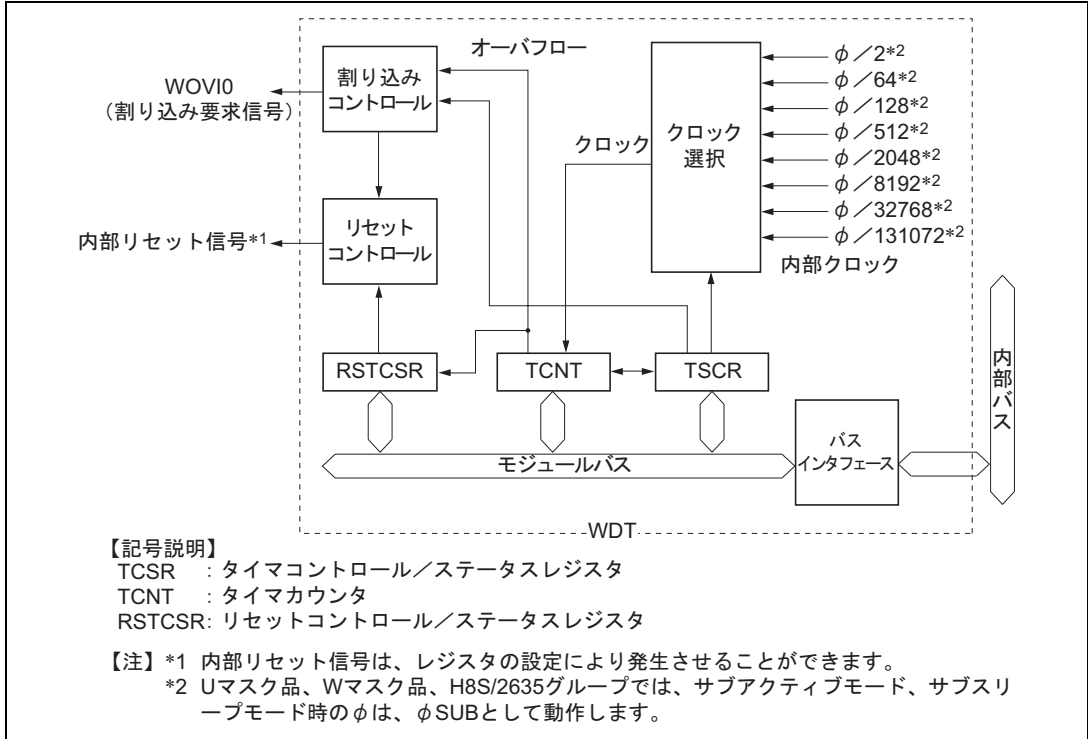 オーバフロー
WOVI0
（割り込み要求信号）
割り込み
コントロール
クロック
クロック
選択
φ／2*2
φ／64*2
φ／128*2
φ／512*2
φ／2048*2
φ／8192*2
φ／32768*2
φ／131072*2
内部クロック
内部リセット信号*1
リセット
コントロール
RSTCSR
TCNT
TSCR
内部バス
モジュールバス
バス
インタフェース
WDT
【記号説明】
TCSR ：タイマコントロール／ステータスレジスタ
TCNT ：タイマカウンタ
RSTCSR：リセットコントロール／ステータスレジスタ
【注】*1 内部リセット信号は、レジスタの設定により発生させることができます。
*2 Uマスク品、Wマスク品、H8S/2635グループでは、サブアクティブモード、サブスリ
ープモード時のφは、φSUBとして動作します。